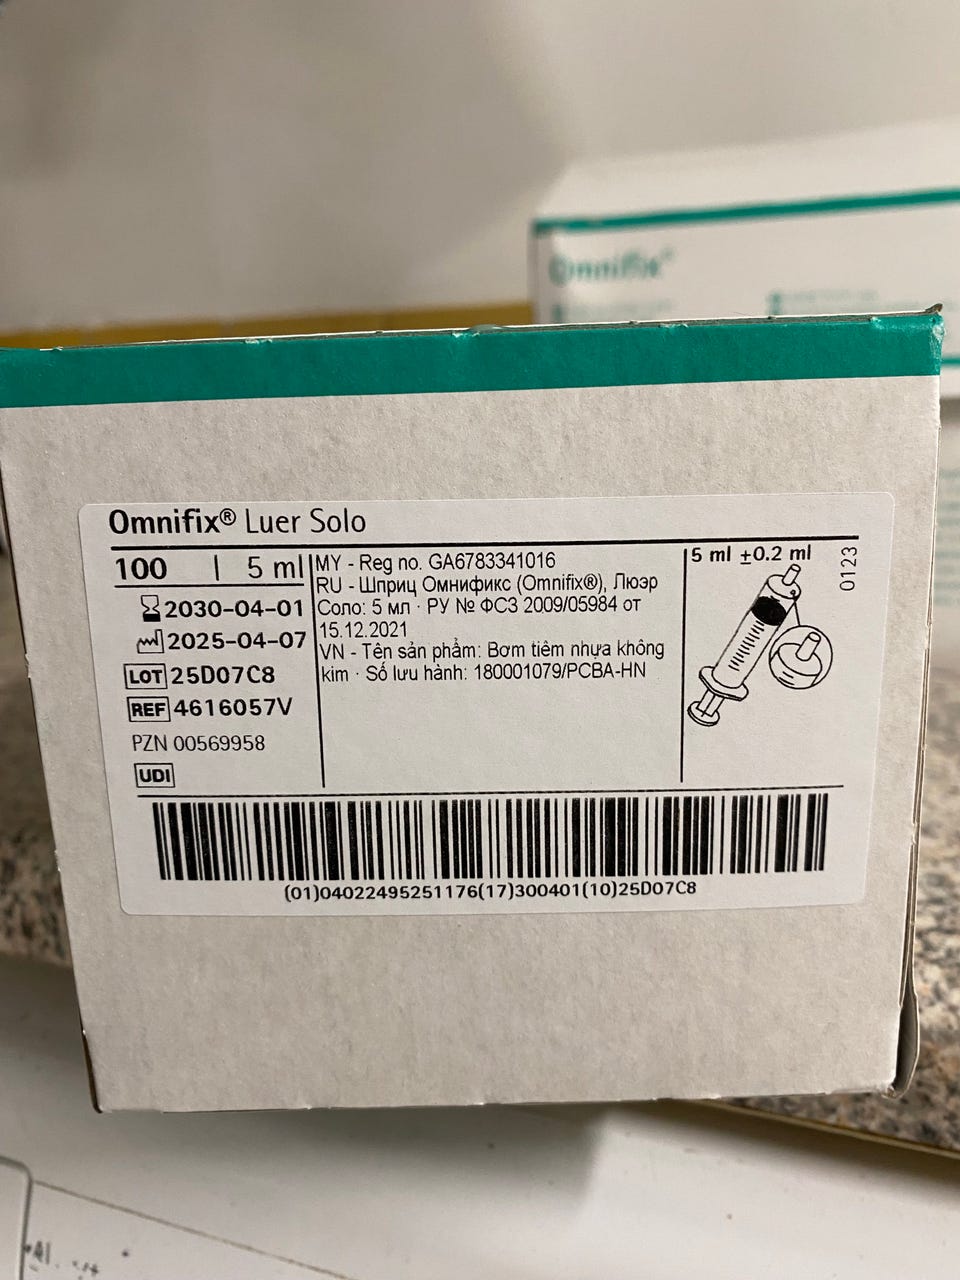 Omnifix®
Omnifix® Luer Solo
100 | 5 ml
2030-04-01
2025-04-07
LOT 25D07C8
REF 4616057V
PZN 00569958
UDI
MY - Reg no. GA6783341016
RU - Шприц Омнификс (Omnifix®), Люэр
Соло: 5 мл · РУ № ФСЗ 2009/05984 от
15.12.2021
VN - Tên sản phẩm: Bơm tiêm nhựa không
kim · Số lưu hành: 180001079/PCBA-HN
5 ml ±0.2 ml
0123
(01)04022495251176(17)300401(10)25D07C8